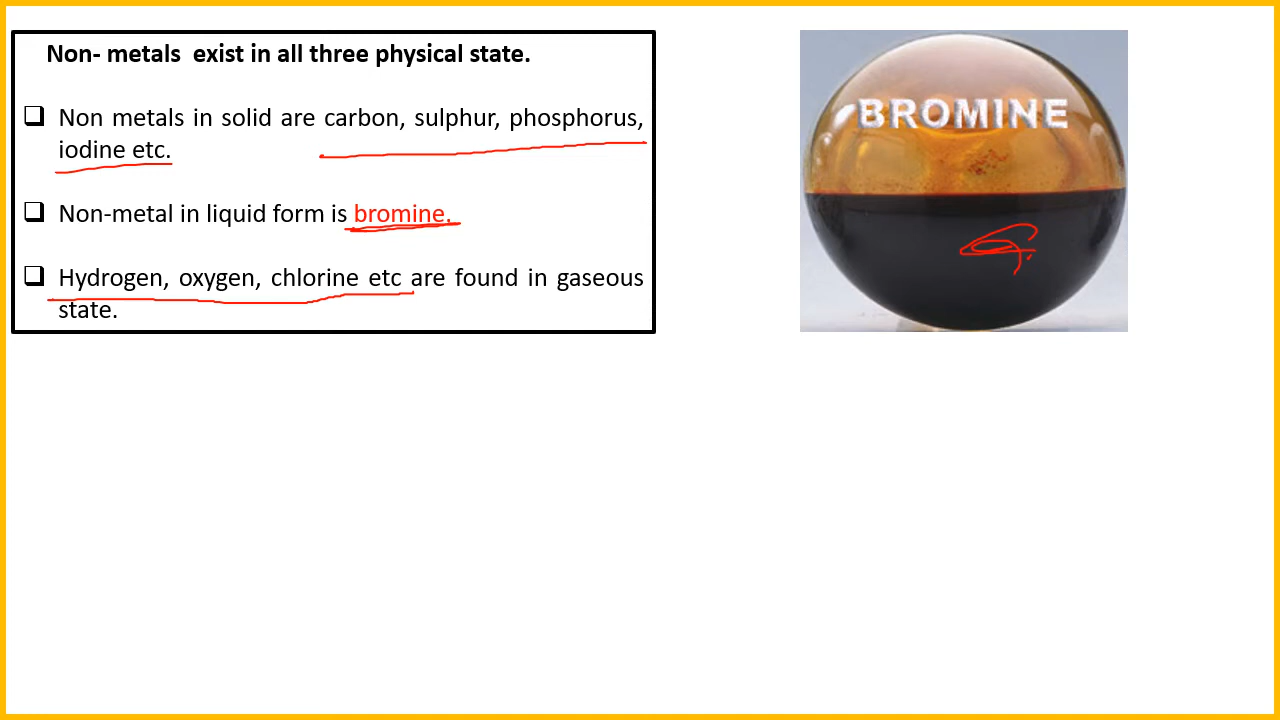 Non- metals  exist in all three physical state.
Non metals in solid are carbon, sulphur, phosphorus,
iodine etc.
Non-metal in liquid form is bromine.
Hydrogen, oxygen, chlorine etc are found in gaseous
state.
BROMINE